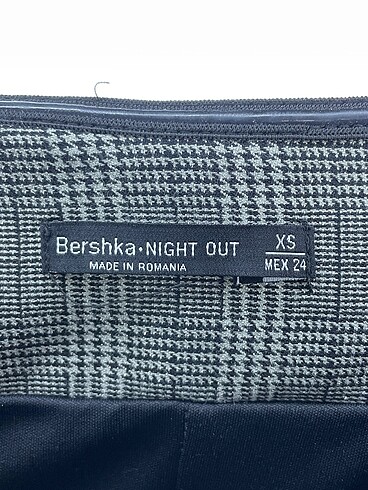 Bershka·NIGHT OUT
MADE IN ROMANIA
XS
MEX 24